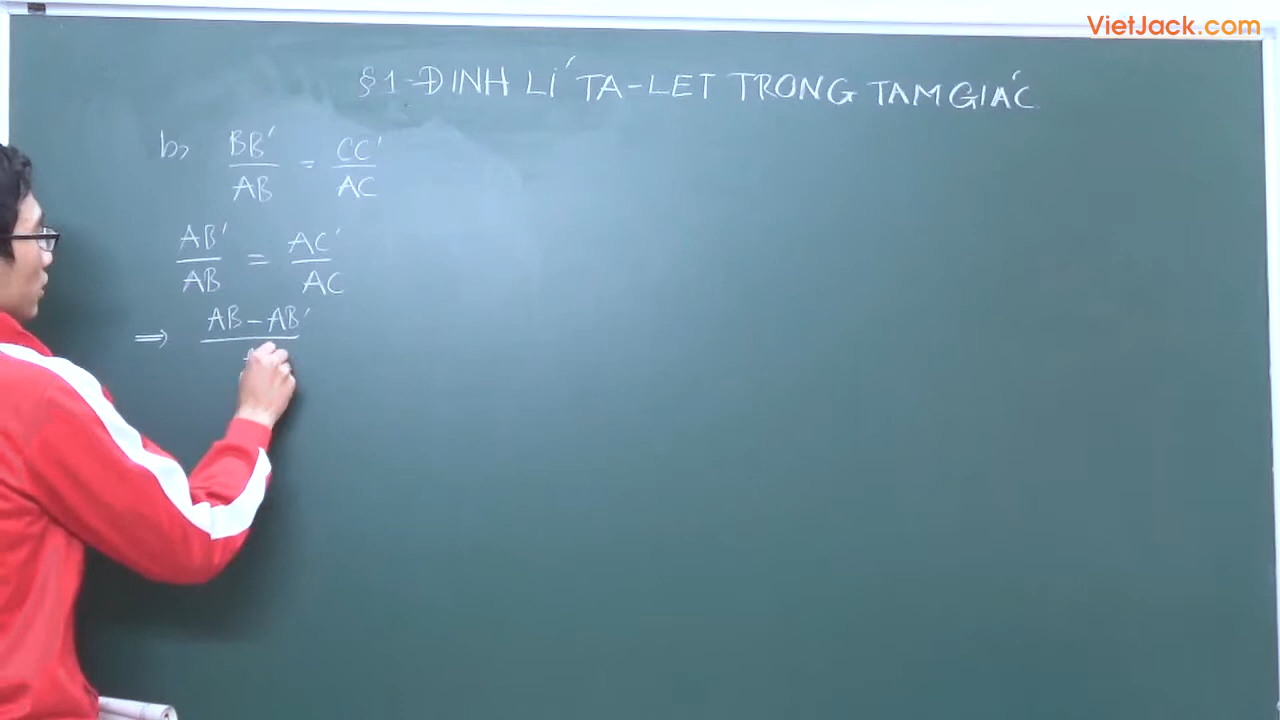 VietJack.com
§1-ĐINH LÍ TA-LET TRONG TAM GIÁC
b, BB'/AB = CC'/AC
AB'/AB = AC'/AC
⇒ AB - AB'